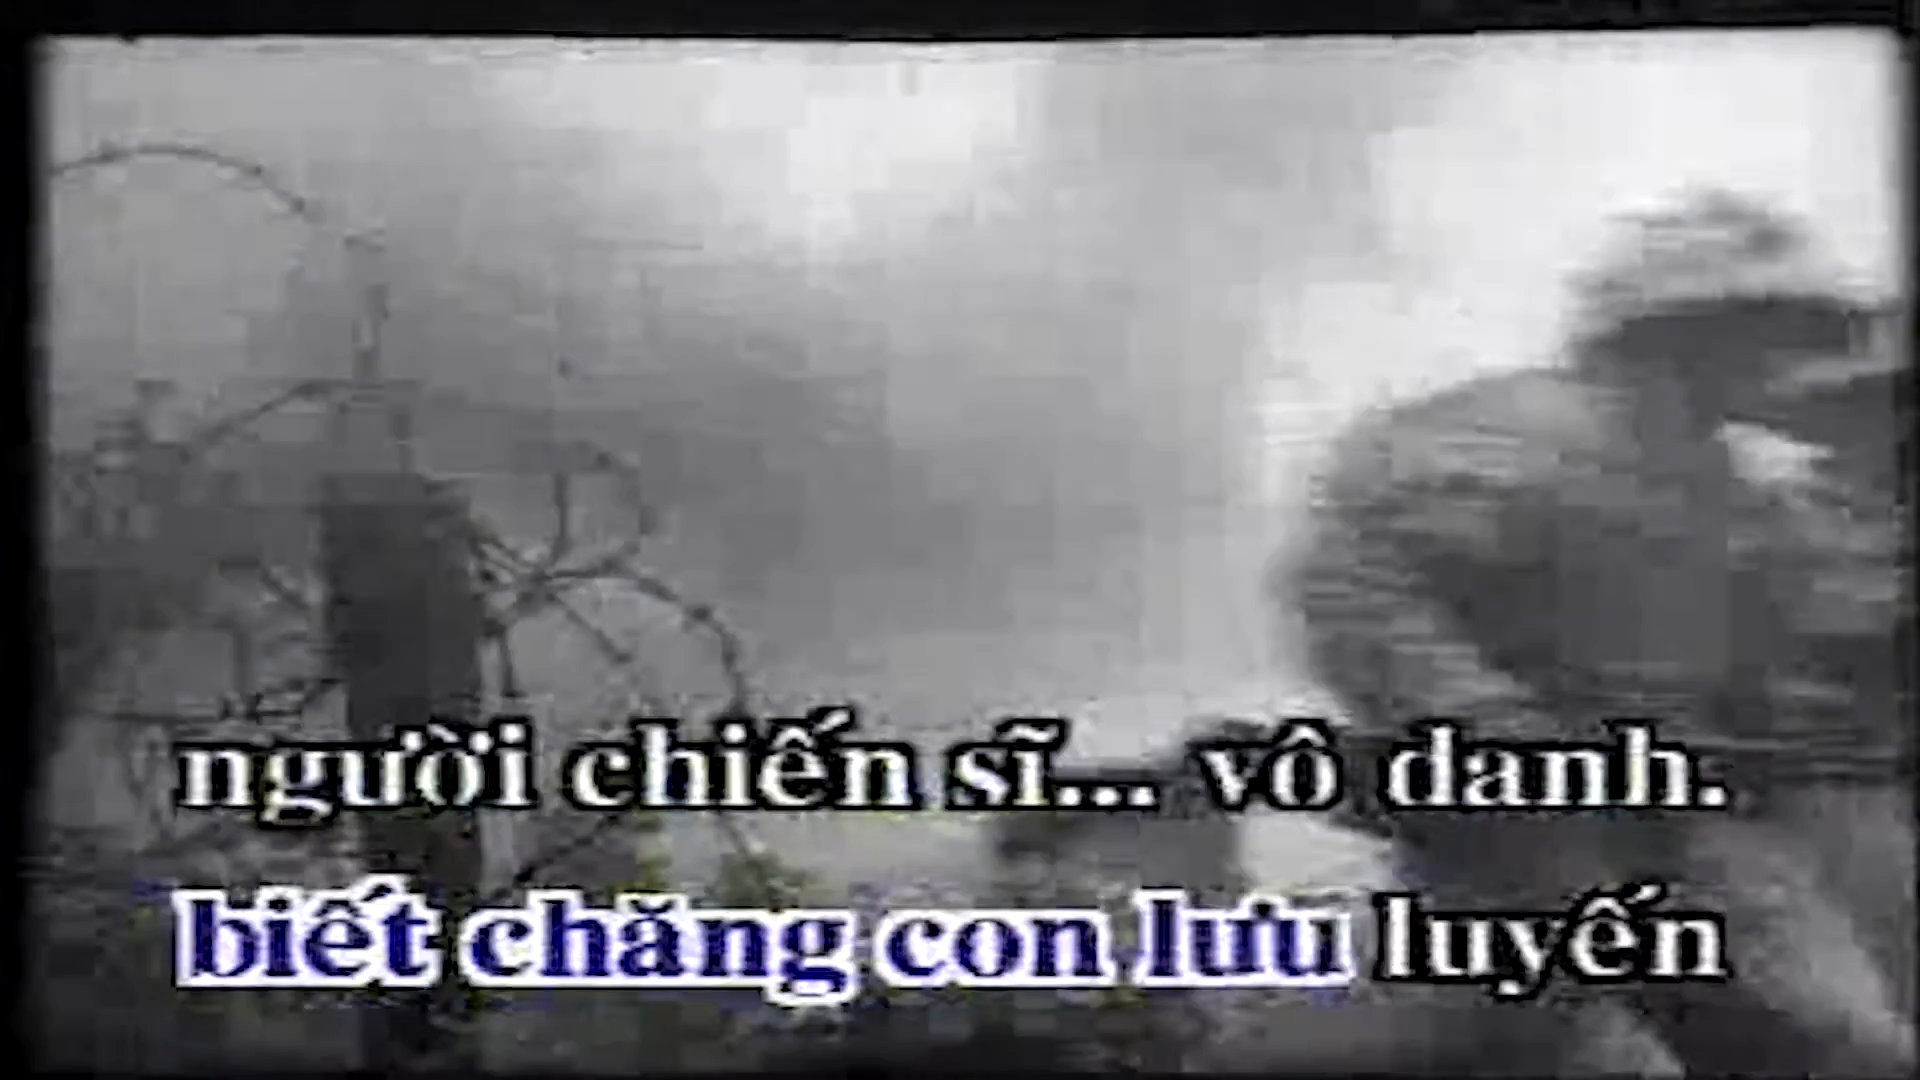 người chiến sĩ... vô danh.
biết chăng con lưu luyến